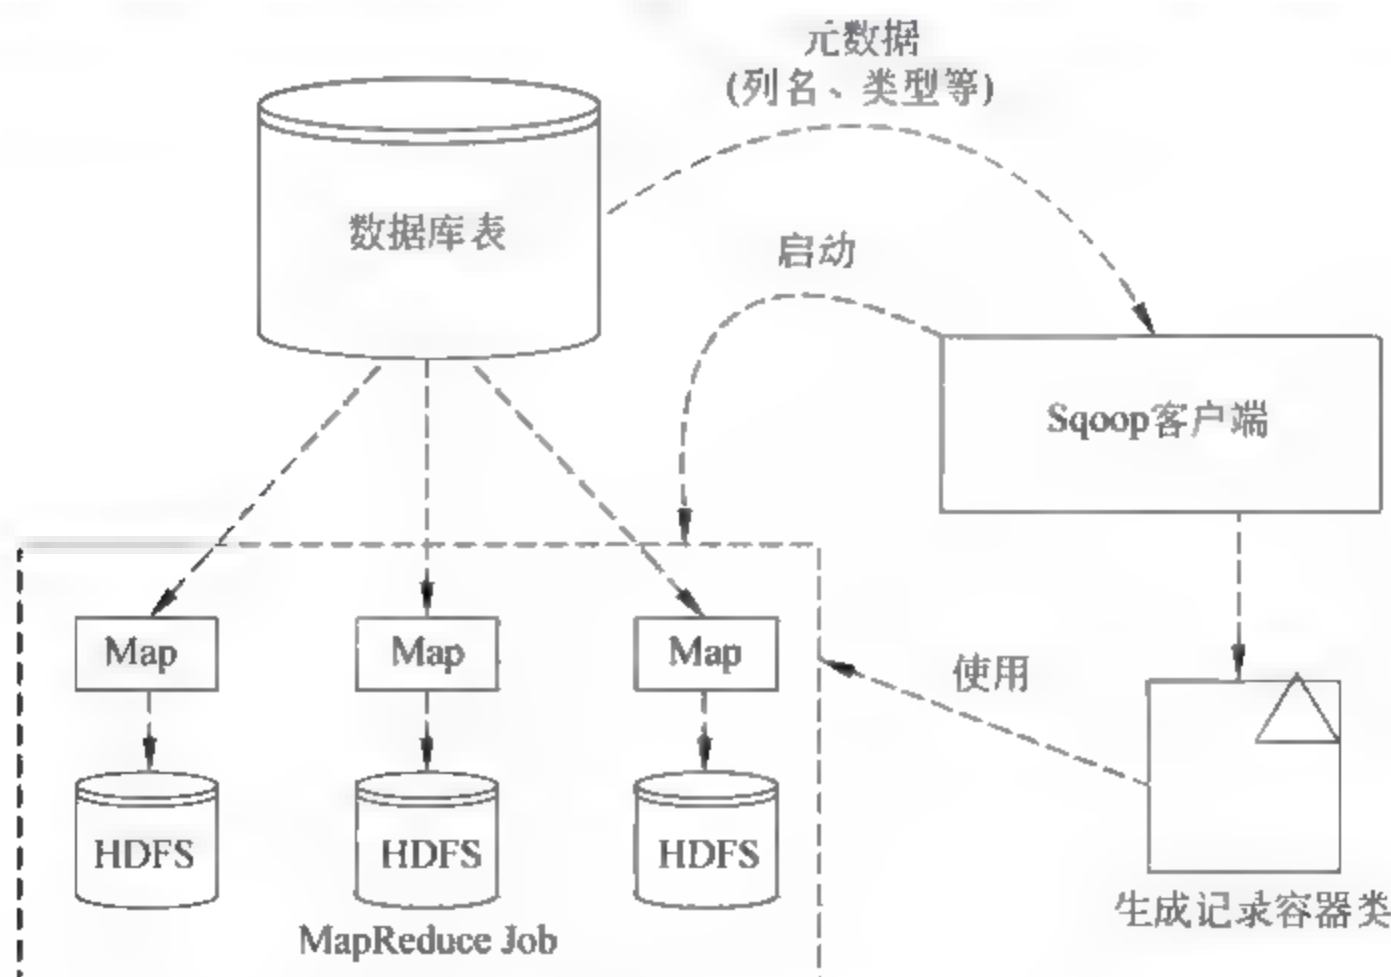 元数据
(列名、类型等)
数据库表
启动
Sqoop客户端
Map
Map
Map
使用
HDFS
HDFS
HDFS
生成记录容器类
MapReduce Job